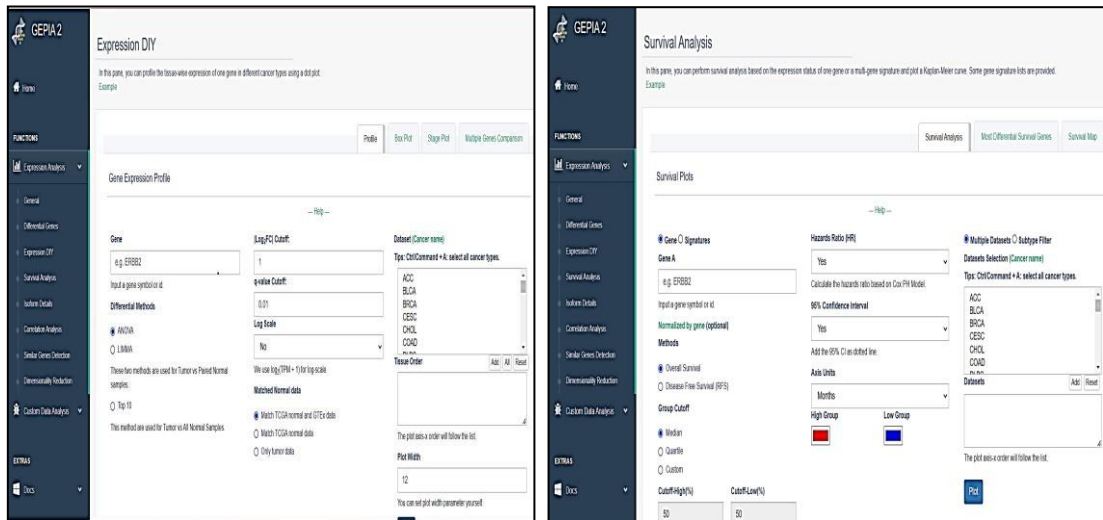 GEPIA 2
Home
FUNCTIONS
Expression Analysis
General
Differential Genes
Expression DIY
Survival Analysis
Isoform Details
Correlation Analysis
Similar Genes Detection
Dimensionality Reduction
Custom Data Analysis
EXTRAS
Docs
Expression DIY
In this pane, you can profile the tissue-wise expression of one gene in different cancer types using a dot plot.
Example
Profile Box Plot Stage Plot Multiple Genes Comparison
Gene Expression Profile
--- Help ---
Gene
e.g. ERBB2
Input a gene symbol or id.
Differential Methods
ANOVA
LIMMA
These two methods are used for Tumor vs Paired Normal
samples.
Top 10
This method are used for Tumor vs All Normal Samples.
|Log₂FC| Cutoff:
1
q-value Cutoff:
0.01
Log Scale
No
We use log₂(TPM + 1) for log-scale.
Matched Normal data
Match TCGA normal and GTEx data
Match TCGA normal data
Only tumor data
Dataset (Cancer name)
Tips: Ctrl/Command + A: select all cancer types.
ACC
BLCA
BRCA
CESC
CHOL
COAD
Tissue Order Add All Reset
The plot axis-x order will follow the list.
Plot Width
12
You can set plot width parameter yourself
GEPIA 2
Home
FUNCTIONS
Expression Analysis
General
Differential Genes
Expression DIY
Survival Analysis
Isoform Details
Correlation Analysis
Similar Genes Detection
Dimensionality Reduction
Custom Data Analysis
EXTRAS
Docs
Survival Analysis
In this pane, you can perform survival analysis based on the expression status of one gene or a multi-gene signature and plot a Kaplan-Meier curve. Some gene signature lists are provided.
Example
Survival Analysis Most Differential Survival Genes Survival Map
Survival Plots
--- Help ---
Gene Signatures
Gene A
e.g. ERBB2
Input a gene symbol or id.
Normalized by gene (optional)
Methods
Overall Survival
Disease Free Survival (RFS)
Group Cutoff
Median
Quartile
Custom
Cutoff-High(%) Cutoff-Low(%)
50 50
Hazards Ratio (HR)
Yes
Calculate the hazards ratio based on Cox PH Model.
95% Confidence Interval
Yes
Add the 95% CI as dotted line.
Axis Units
Months
High Group Low Group
Multiple Datasets Subtype Filter
Datasets Selection (Cancer name)
Tips: Ctrl/Command + A: select all cancer types.
ACC
BLCA
BRCA
CESC
CHOL
COAD
Datasets Add Reset
The plot axis-x order will follow the list.
Plot